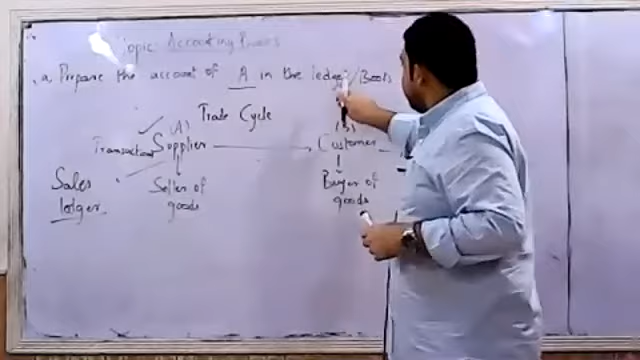 Topic: Accounting Basics
a. Prepare the account of A in the ledger/Books
Trade Cycle
(A) (B)
Transaction Supplier Customer
Sales ledger
Seller of goods
Buyer of goods